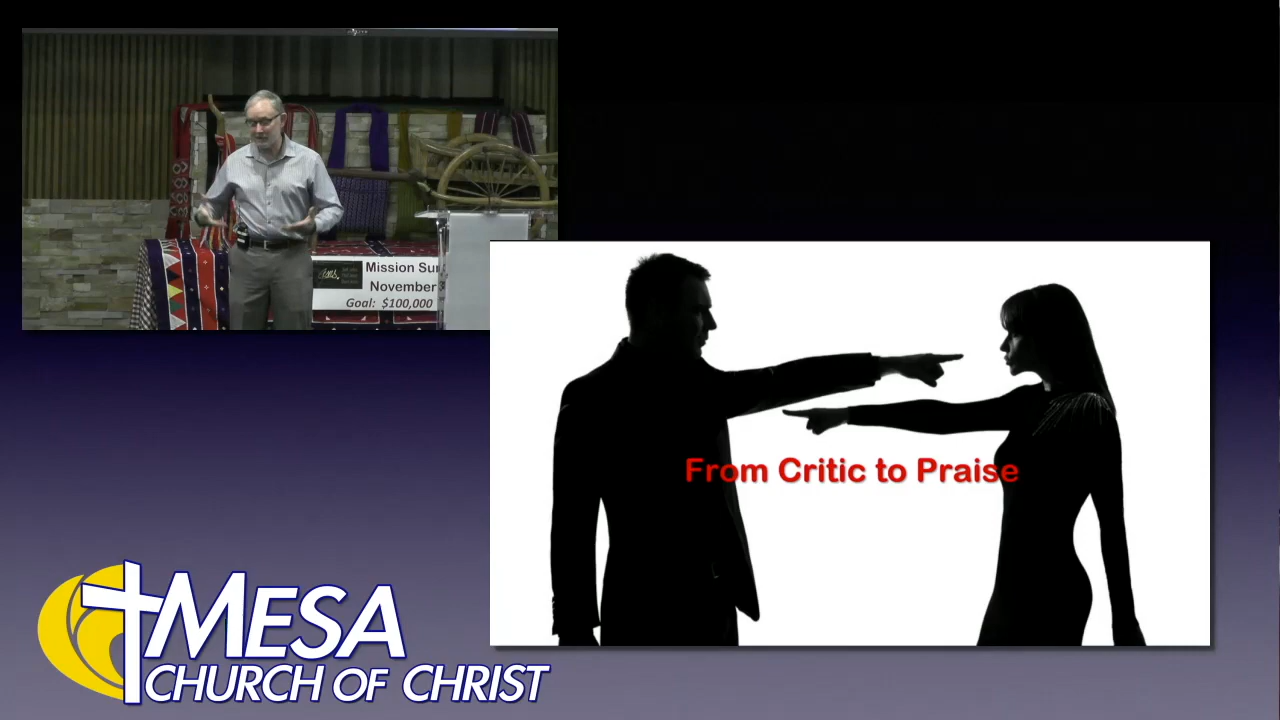 Mission Su
November
Goal: $100,000
From Critic to Praise
MESA
CHURCH OF CHRIST